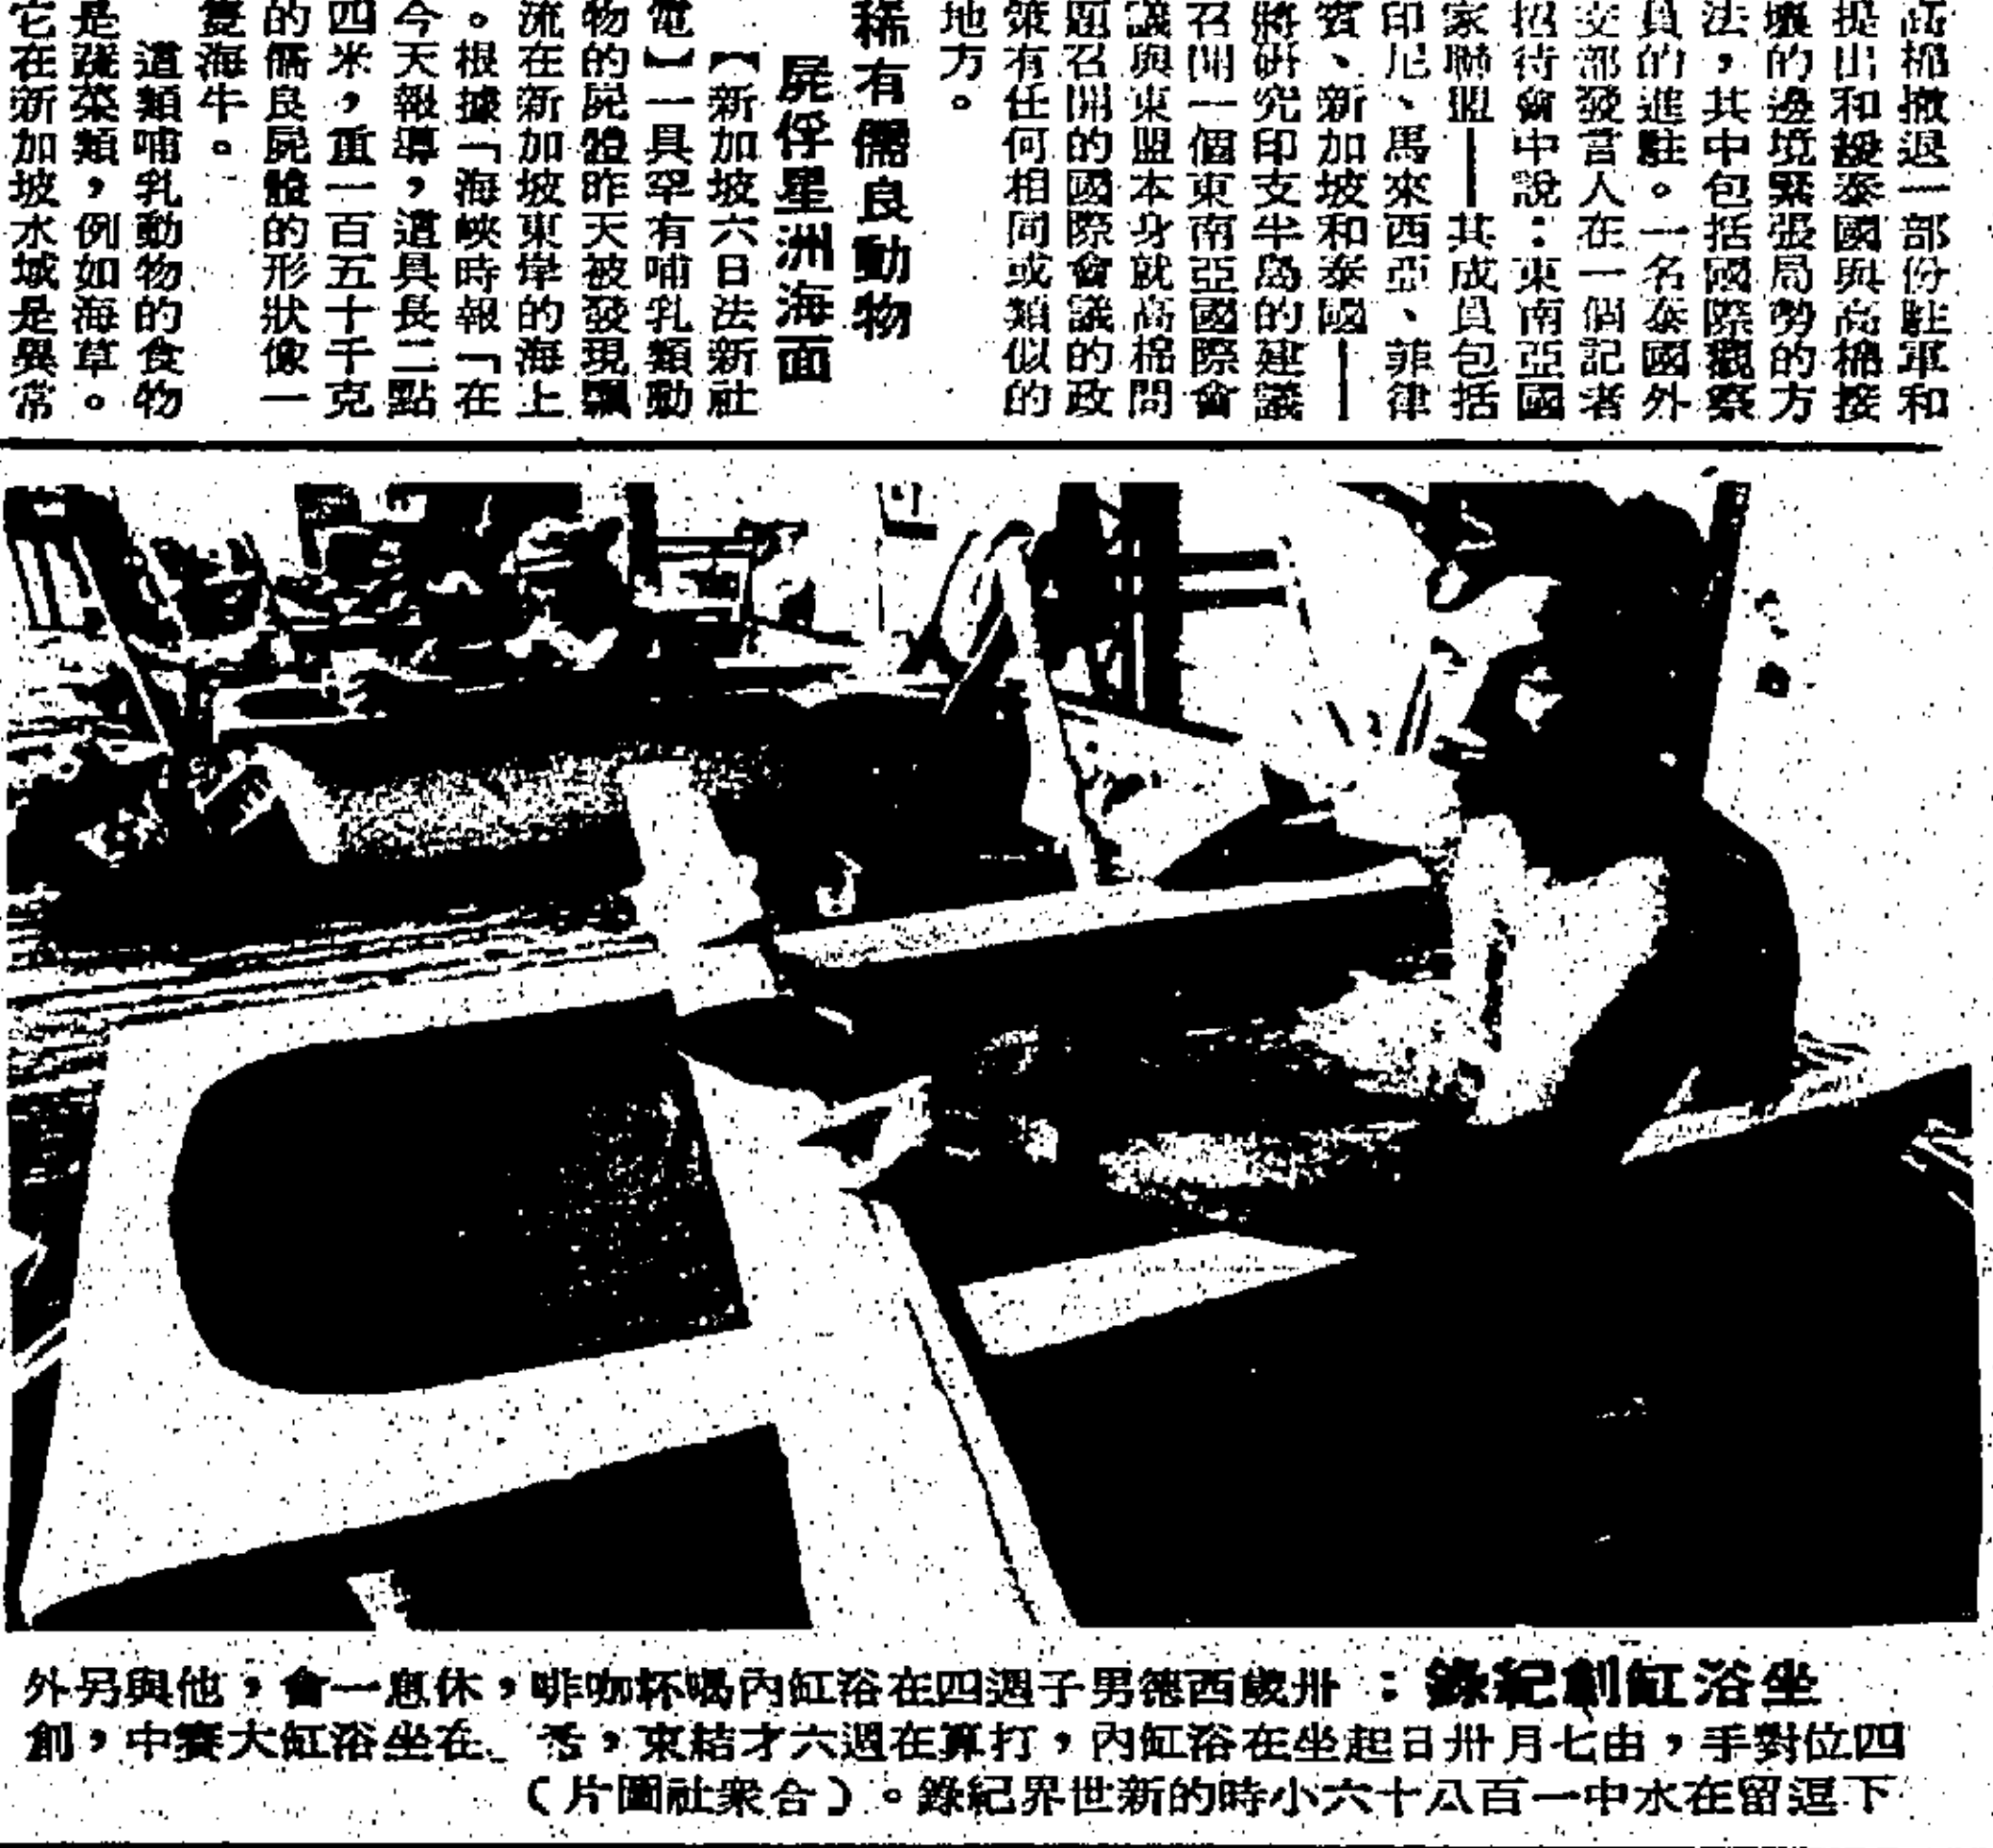 高棉撤退一部份駐軍和
提出和緩泰國與高棉接
壤的邊境緊張局勢的方
法，其中包括國際觀察
員的進駐。一名泰國外
交部發言人在一個記者
招待會中說：東南亞國
家聯盟——其成員包括
印尼、馬來西亞、菲律
賓、新加坡和泰國——
將研究印支半島的建議
召開一個東南亞國際會
議與東盟本身就高棉問
題召開的國際會議的政
策有任何相同或類似的
地方。
稀有儒良動物
屍俘星洲海面
【新加坡六日法新社
電】一具罕有哺乳類動
物的屍體昨天被發現飄
流在新加坡東岸的海上
。根據「海峽時報「在
今天報導，這具長二點
四米，重一百五十千克
的儒良屍體的形狀像一
隻海牛。
這類哺乳動物的食物
是蔬菜類，例如海草。
它在新加坡水域是異常
坐浴缸創紀錄：卅歲西德男子週四在浴缸內喝杯咖啡，休息一會，他與另外
四位對手，由七月卅日起坐在浴缸內，打算在週六才結束，在坐浴缸大賽中，創
下逗留在水中一百八十六小時的新世界紀錄。（合衆社圖片）